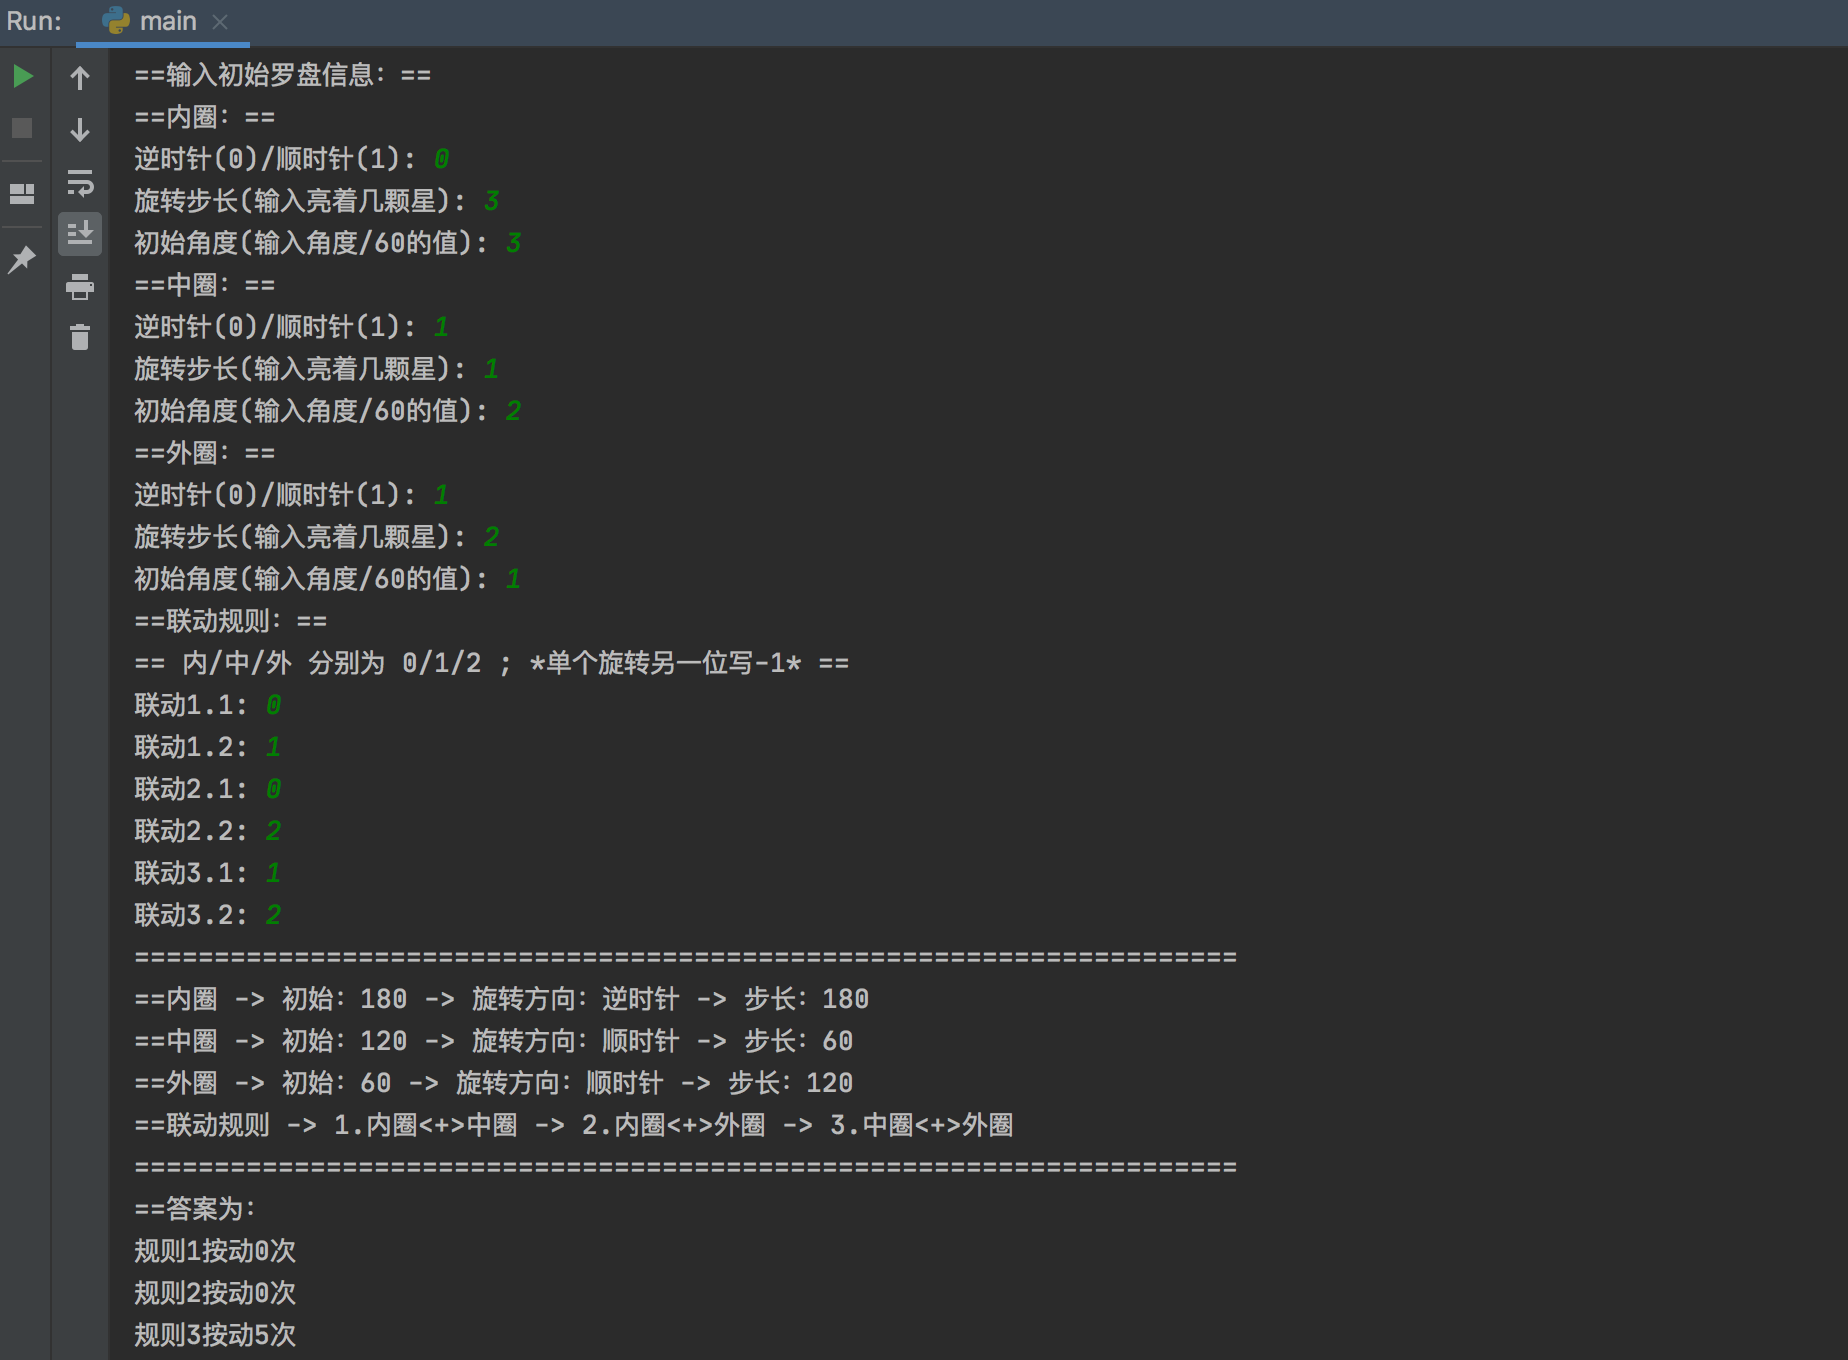 Run: main
==输入初始罗盘信息：==
==内圈：==
逆时针(0)/顺时针(1): 0
旋转步长(输入亮着几颗星): 3
初始角度(输入角度/60的值): 3
==中圈：==
逆时针(0)/顺时针(1): 1
旋转步长(输入亮着几颗星): 1
初始角度(输入角度/60的值): 2
==外圈：==
逆时针(0)/顺时针(1): 1
旋转步长(输入亮着几颗星): 2
初始角度(输入角度/60的值): 1
==联动规则：==
== 内/中/外 分别为 0/1/2 ; *单个旋转另一位写-1* ==
联动1.1: 0
联动1.2: 1
联动2.1: 0
联动2.2: 2
联动3.1: 1
联动3.2: 2
=====================================================================
==内圈 -> 初始：180 -> 旋转方向：逆时针 -> 步长：180
==中圈 -> 初始：120 -> 旋转方向：顺时针 -> 步长：60
==外圈 -> 初始：60 -> 旋转方向：顺时针 -> 步长：120
==联动规则 -> 1.内圈<+>中圈 -> 2.内圈<+>外圈 -> 3.中圈<+>外圈
=====================================================================
==答案为：
规则1按动0次
规则2按动0次
规则3按动5次